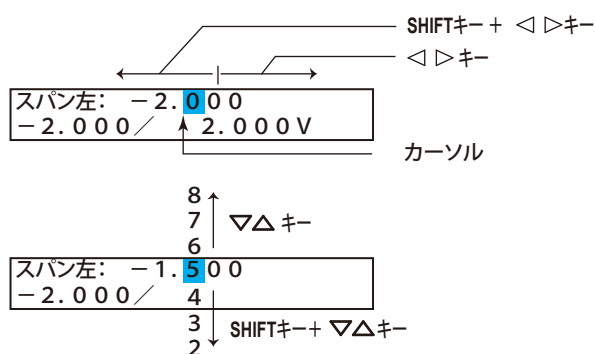 SHIFTキー + ◁ ▷キー
◁ ▷ キー
スパン左： −2.000
−2.000／ 2.000V
カーソル
8
7
▽△ キー
6
スパン左： −1.500
−2.000／
4
3
SHIFTキー+ ▽△キー
2